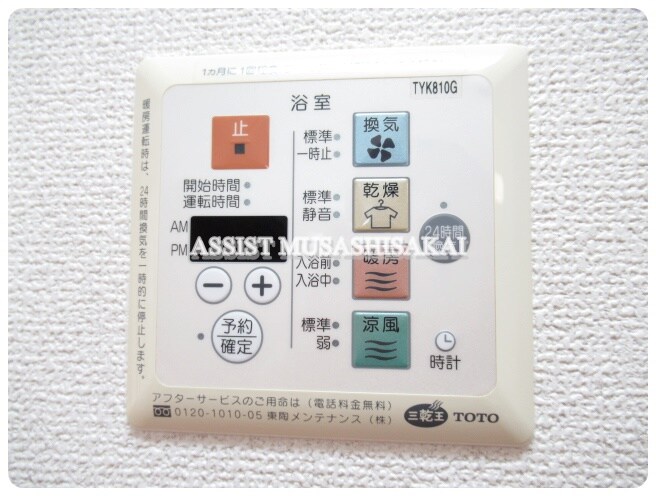 1カ月に1回
TYK810G
浴室
止
換気
標準
一時止
開始時間
運転時間
乾燥
標準
静音
AM
PM
24時間
ASSIST MUSASHISAKAI
暖房
入浴前
入浴中
予約
確定
涼風
標準
弱
時計
暖房運転時は、24時間換気を一時的に停止します。
アフターサービスのご用命は(電話料金無料)
0120-1010-05 東陶メンテナンス(株)
三乾王 TOTO